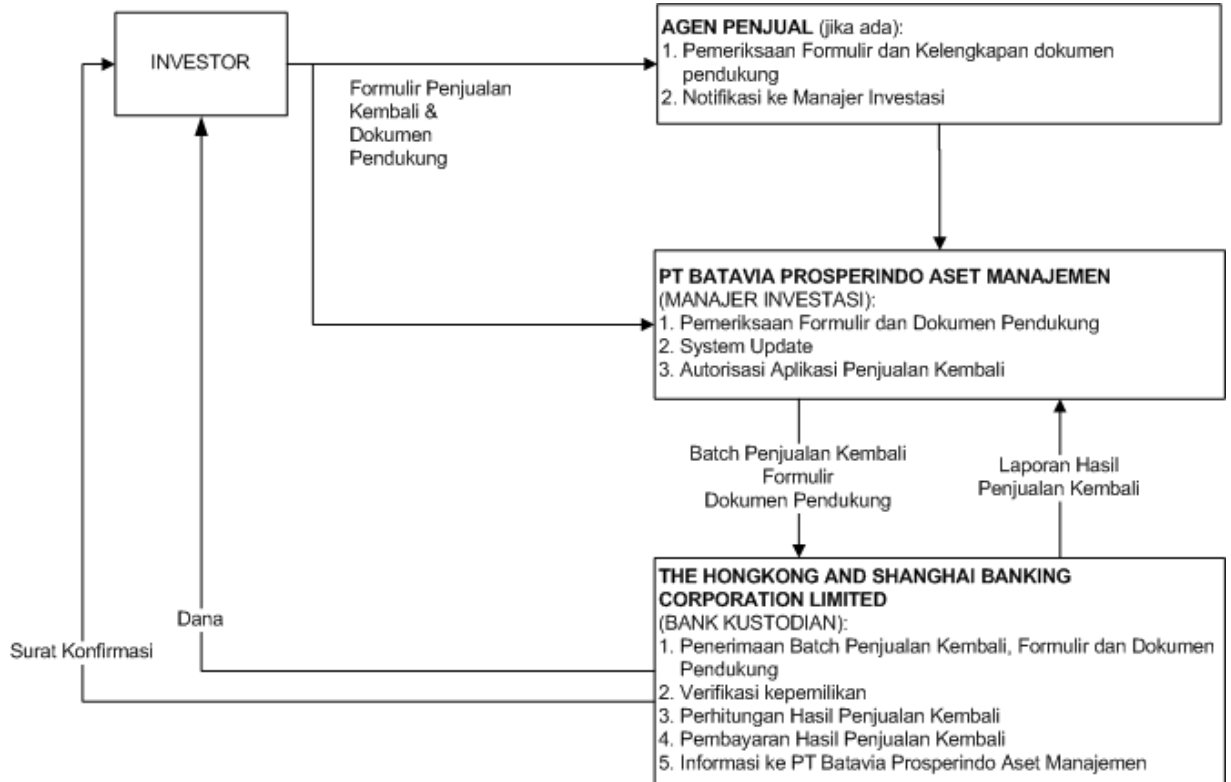 INVESTOR
Formulir Penjualan
Kembali &
Dokumen
Pendukung
AGEN PENJUAL (jika ada):
1. Pemeriksaan Formulir dan Kelengkapan dokumen
pendukung
2. Notifikasi ke Manajer Investasi
PT BATAVIA PROSPERINDO ASET MANAJEMEN
(MANAJER INVESTASI):
1. Pemeriksaan Formulir dan Dokumen Pendukung
2. System Update
3. Autorisasi Aplikasi Penjualan Kembali
Batch Penjualan Kembali
Formulir
Dokumen Pendukung
Laporan Hasil
Penjualan Kembali
THE HONGKONG AND SHANGHAI BANKING
CORPORATION LIMITED
(BANK KUSTODIAN):
1. Penerimaan Batch Penjualan Kembali, Formulir dan Dokumen
Pendukung
2. Verifikasi kepemilikan
3. Perhitungan Hasil Penjualan Kembali
4. Pembayaran Hasil Penjualan Kembali
5. Informasi ke PT Batavia Prosperindo Aset Manajemen
Dana
Surat Konfirmasi